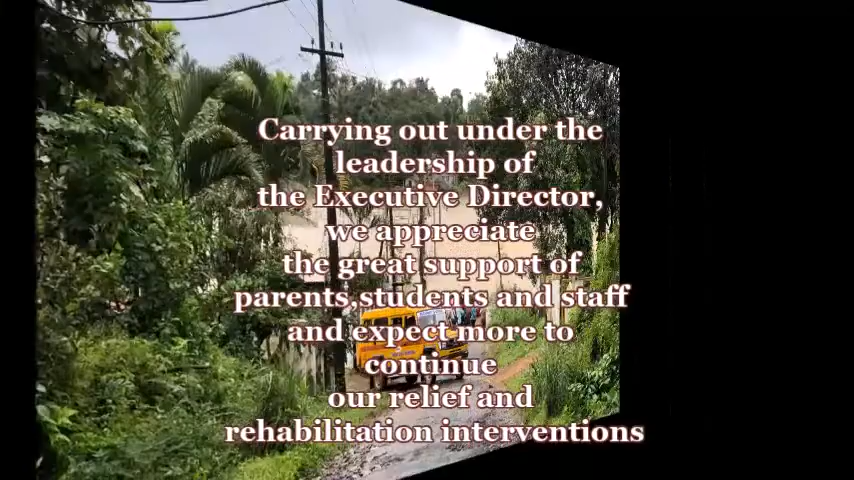 Carrying out under the
leadership of
the Executive Director,
we appreciate
the great support of
parents,students and staff
and expect more to
continue
our relief and
rehabilitation interventions